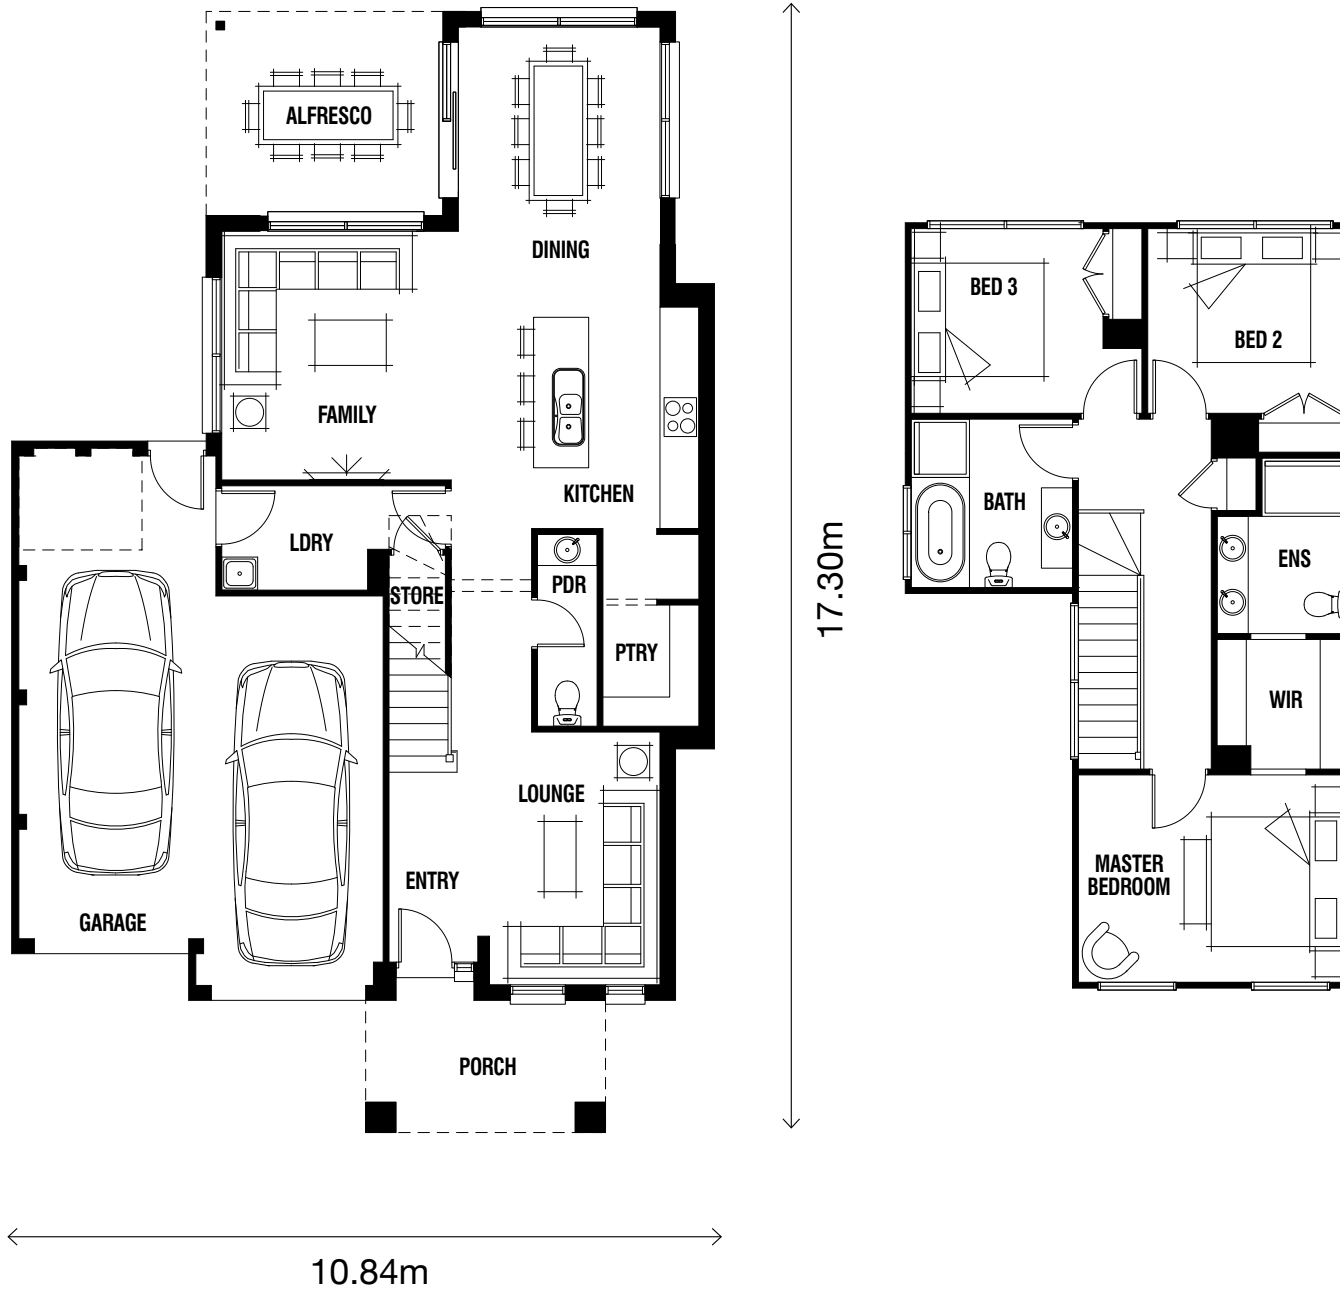 ALFRESCO
DINING
FAMILY
KITCHEN
LDRY
STORE
PDR
PTRY
LOUNGE
ENTRY
GARAGE
PORCH
10.84m
17.30m
BED 3
BED 2
BATH
ENS
WIR
MASTER
BEDROOM